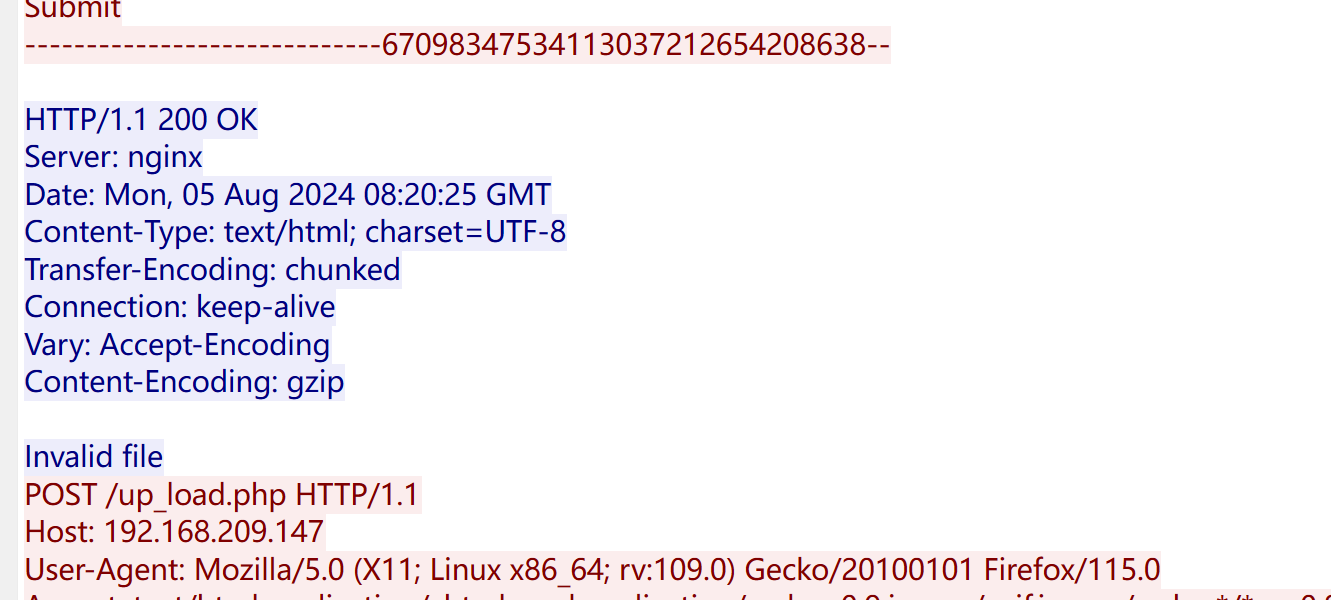 Submit
-----------------------------67098347534113037212654208638--
HTTP/1.1 200 OK
Server: nginx
Date: Mon, 05 Aug 2024 08:20:25 GMT
Content-Type: text/html; charset=UTF-8
Transfer-Encoding: chunked
Connection: keep-alive
Vary: Accept-Encoding
Content-Encoding: gzip
Invalid file
POST /up_load.php HTTP/1.1
Host: 192.168.209.147
User-Agent: Mozilla/5.0 (X11; Linux x86_64; rv:109.0) Gecko/20100101 Firefox/115.0